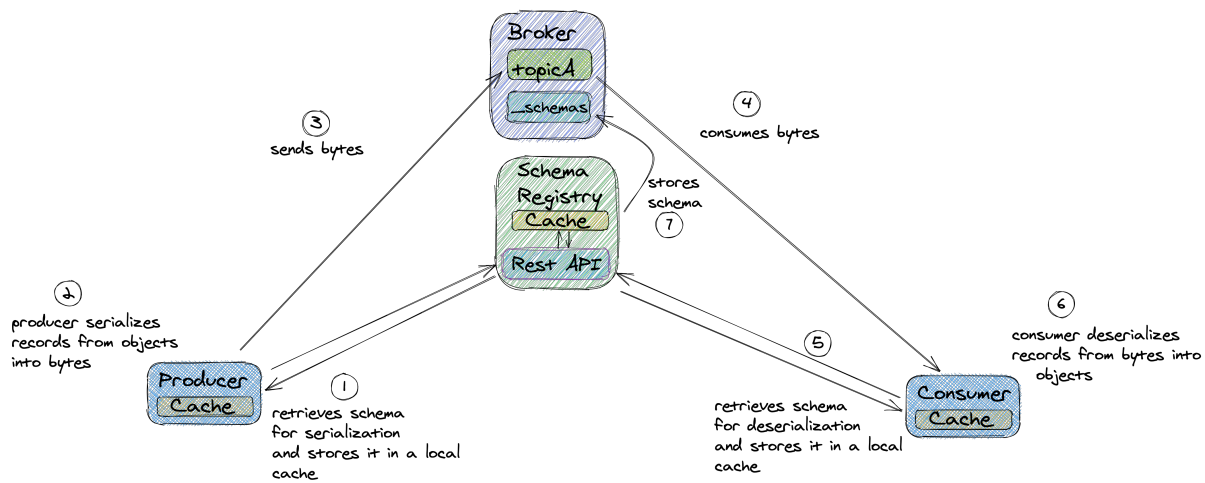 Broker
topicA
_schemas
3
sends bytes
4
consumes bytes
Schema
Registry
Cache
Rest API
stores
schema
7
2
producer serializes
records from objects
into bytes
Producer
Cache
1
retrieves schema
for serialization
and stores it in a local
cache
5
retrieves schema
for deserialization
and stores it in a local
cache
6
consumer deserializes
records from bytes into
objects
Consumer
Cache